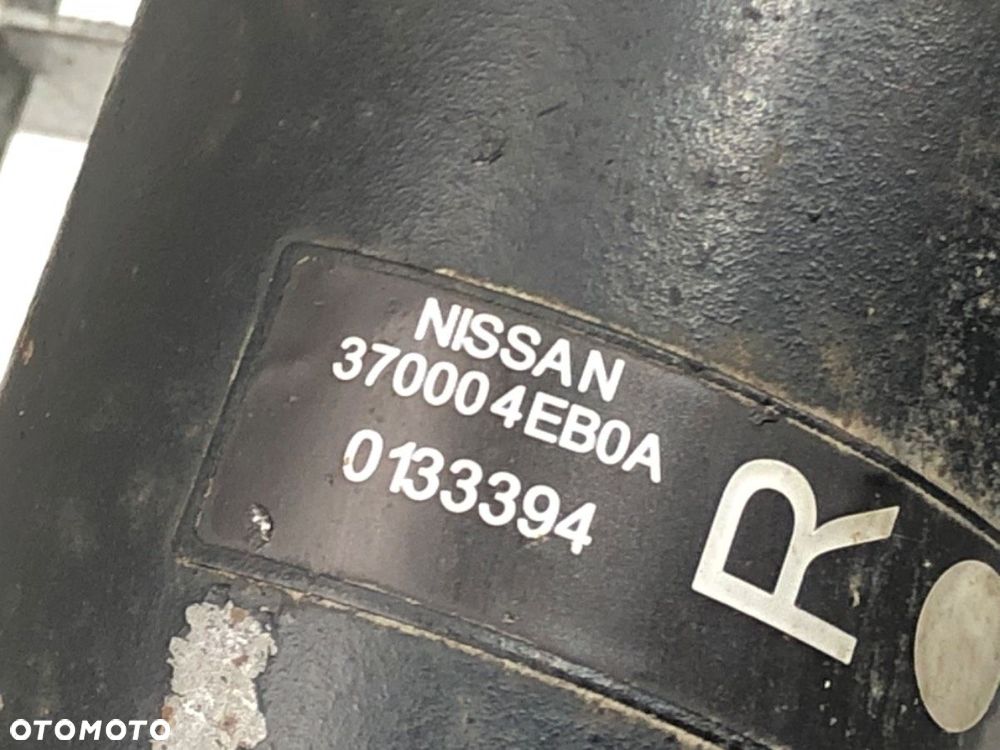 NISSAN
370004EB0A
0133394
R
OTOMOTO